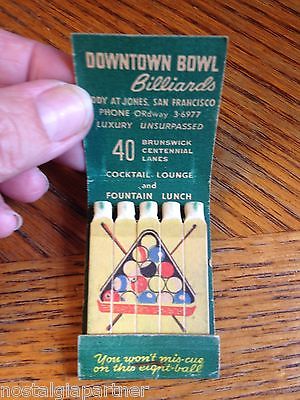 DOWNTOWN BOWL
Billiards
DDY AT JONES, SAN FRANCISCO
PHONE ORdway 3-6977
LUXURY UNSURPASSED
40 BRUNSWICK
CENTENNIAL
LANES
COCKTAIL LOUNGE
and
FOUNTAIN LUNCH
You won't mis-cue
on this eight-ball
nostalgiapartner